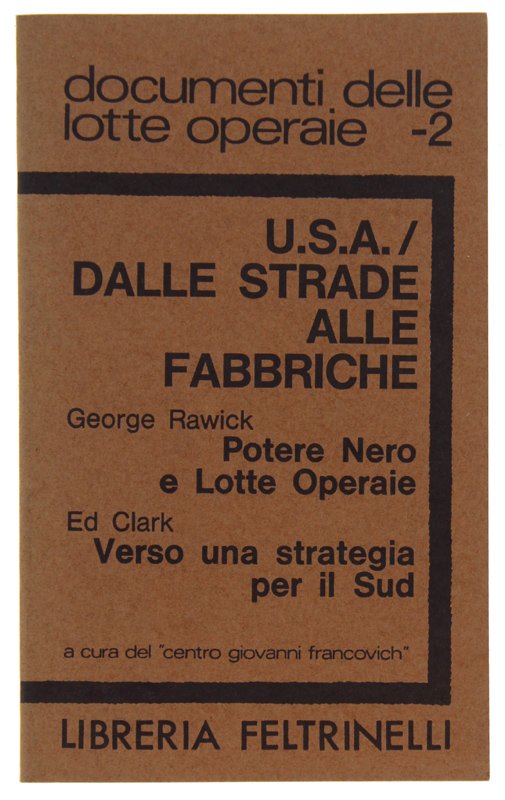 documenti delle
lotte operaie -2
U.S.A./
DALLE STRADE
ALLE
FABBRICHE
George Rawick
Potere Nero
e Lotte Operaie
Ed Clark
Verso una strategia
per il Sud
a cura del "centro giovanni francovich"
LIBRERIA FELTRINELLI